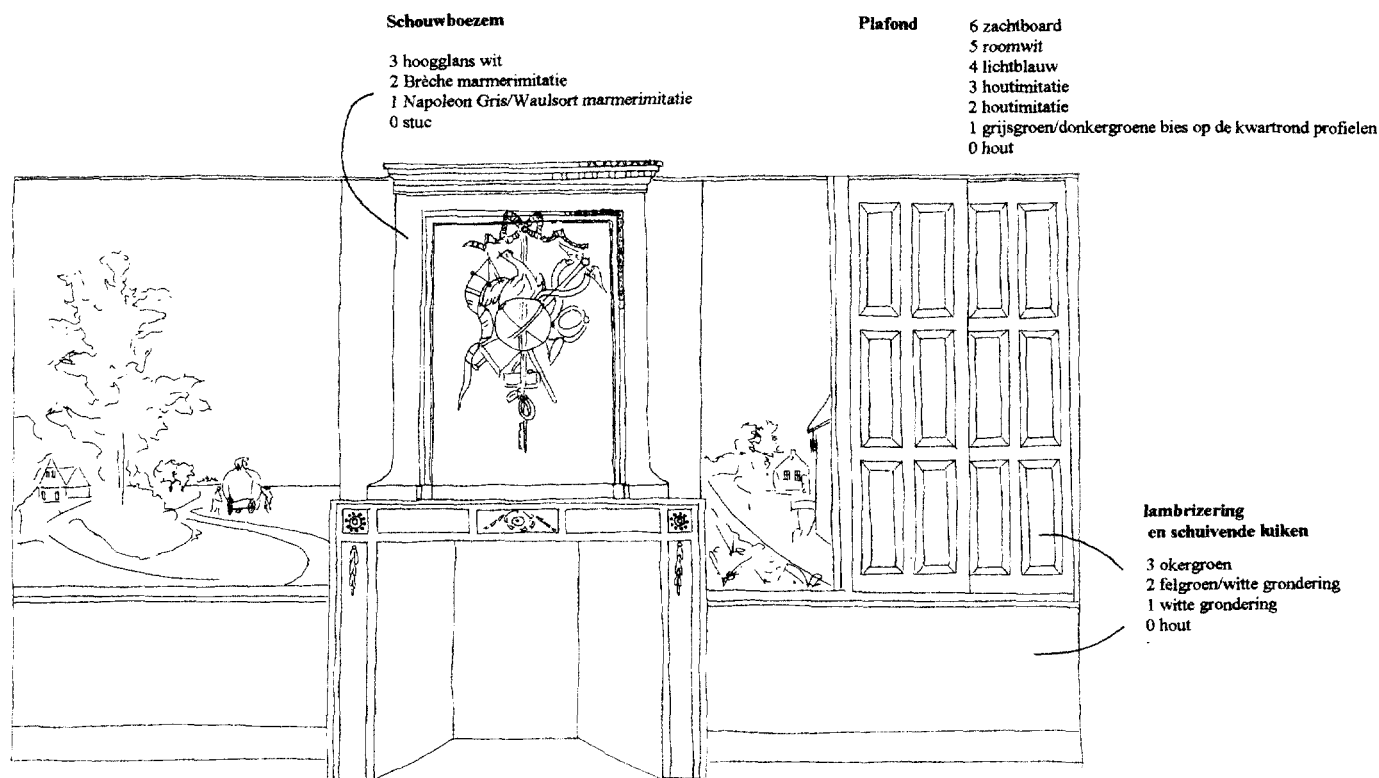 Schouwboezem
3 hoogglans wit
2 Brèche marmerimitatie
1 Napoleon Gris/Waulsort marmerimitatie
0 stuc
Plafond
6 zachtboard
5 roomwit
4 lichtblauw
3 houtimitatie
2 houtimitatie
1 grijsgroen/donkergroene bies op de kwartrond profielen
0 hout
lambrizering
en schuivende luiken
3 okergroen
2 felgroen/witte grondering
1 witte grondering
0 hout